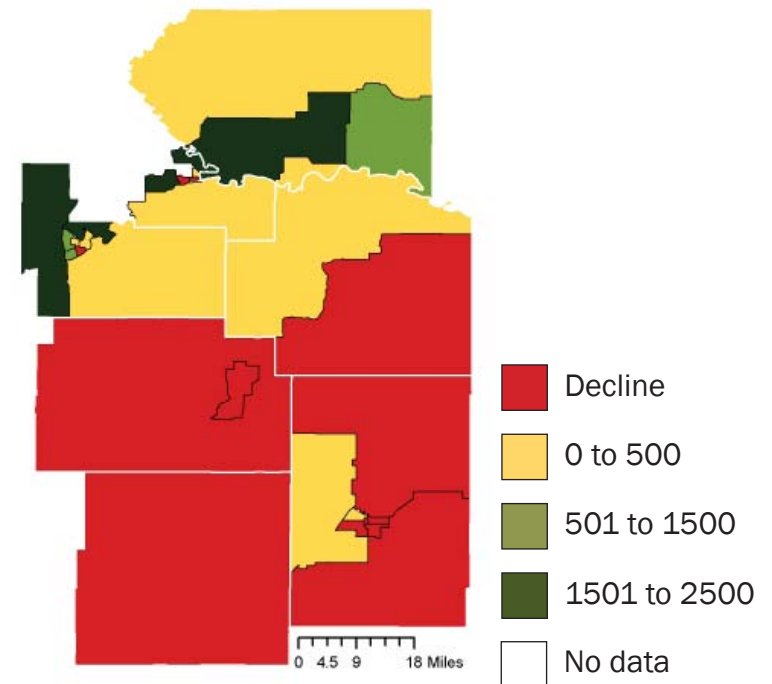 Decline
0 to 500
501 to 1500
1501 to 2500
No data
0 4.5 9 18 Miles